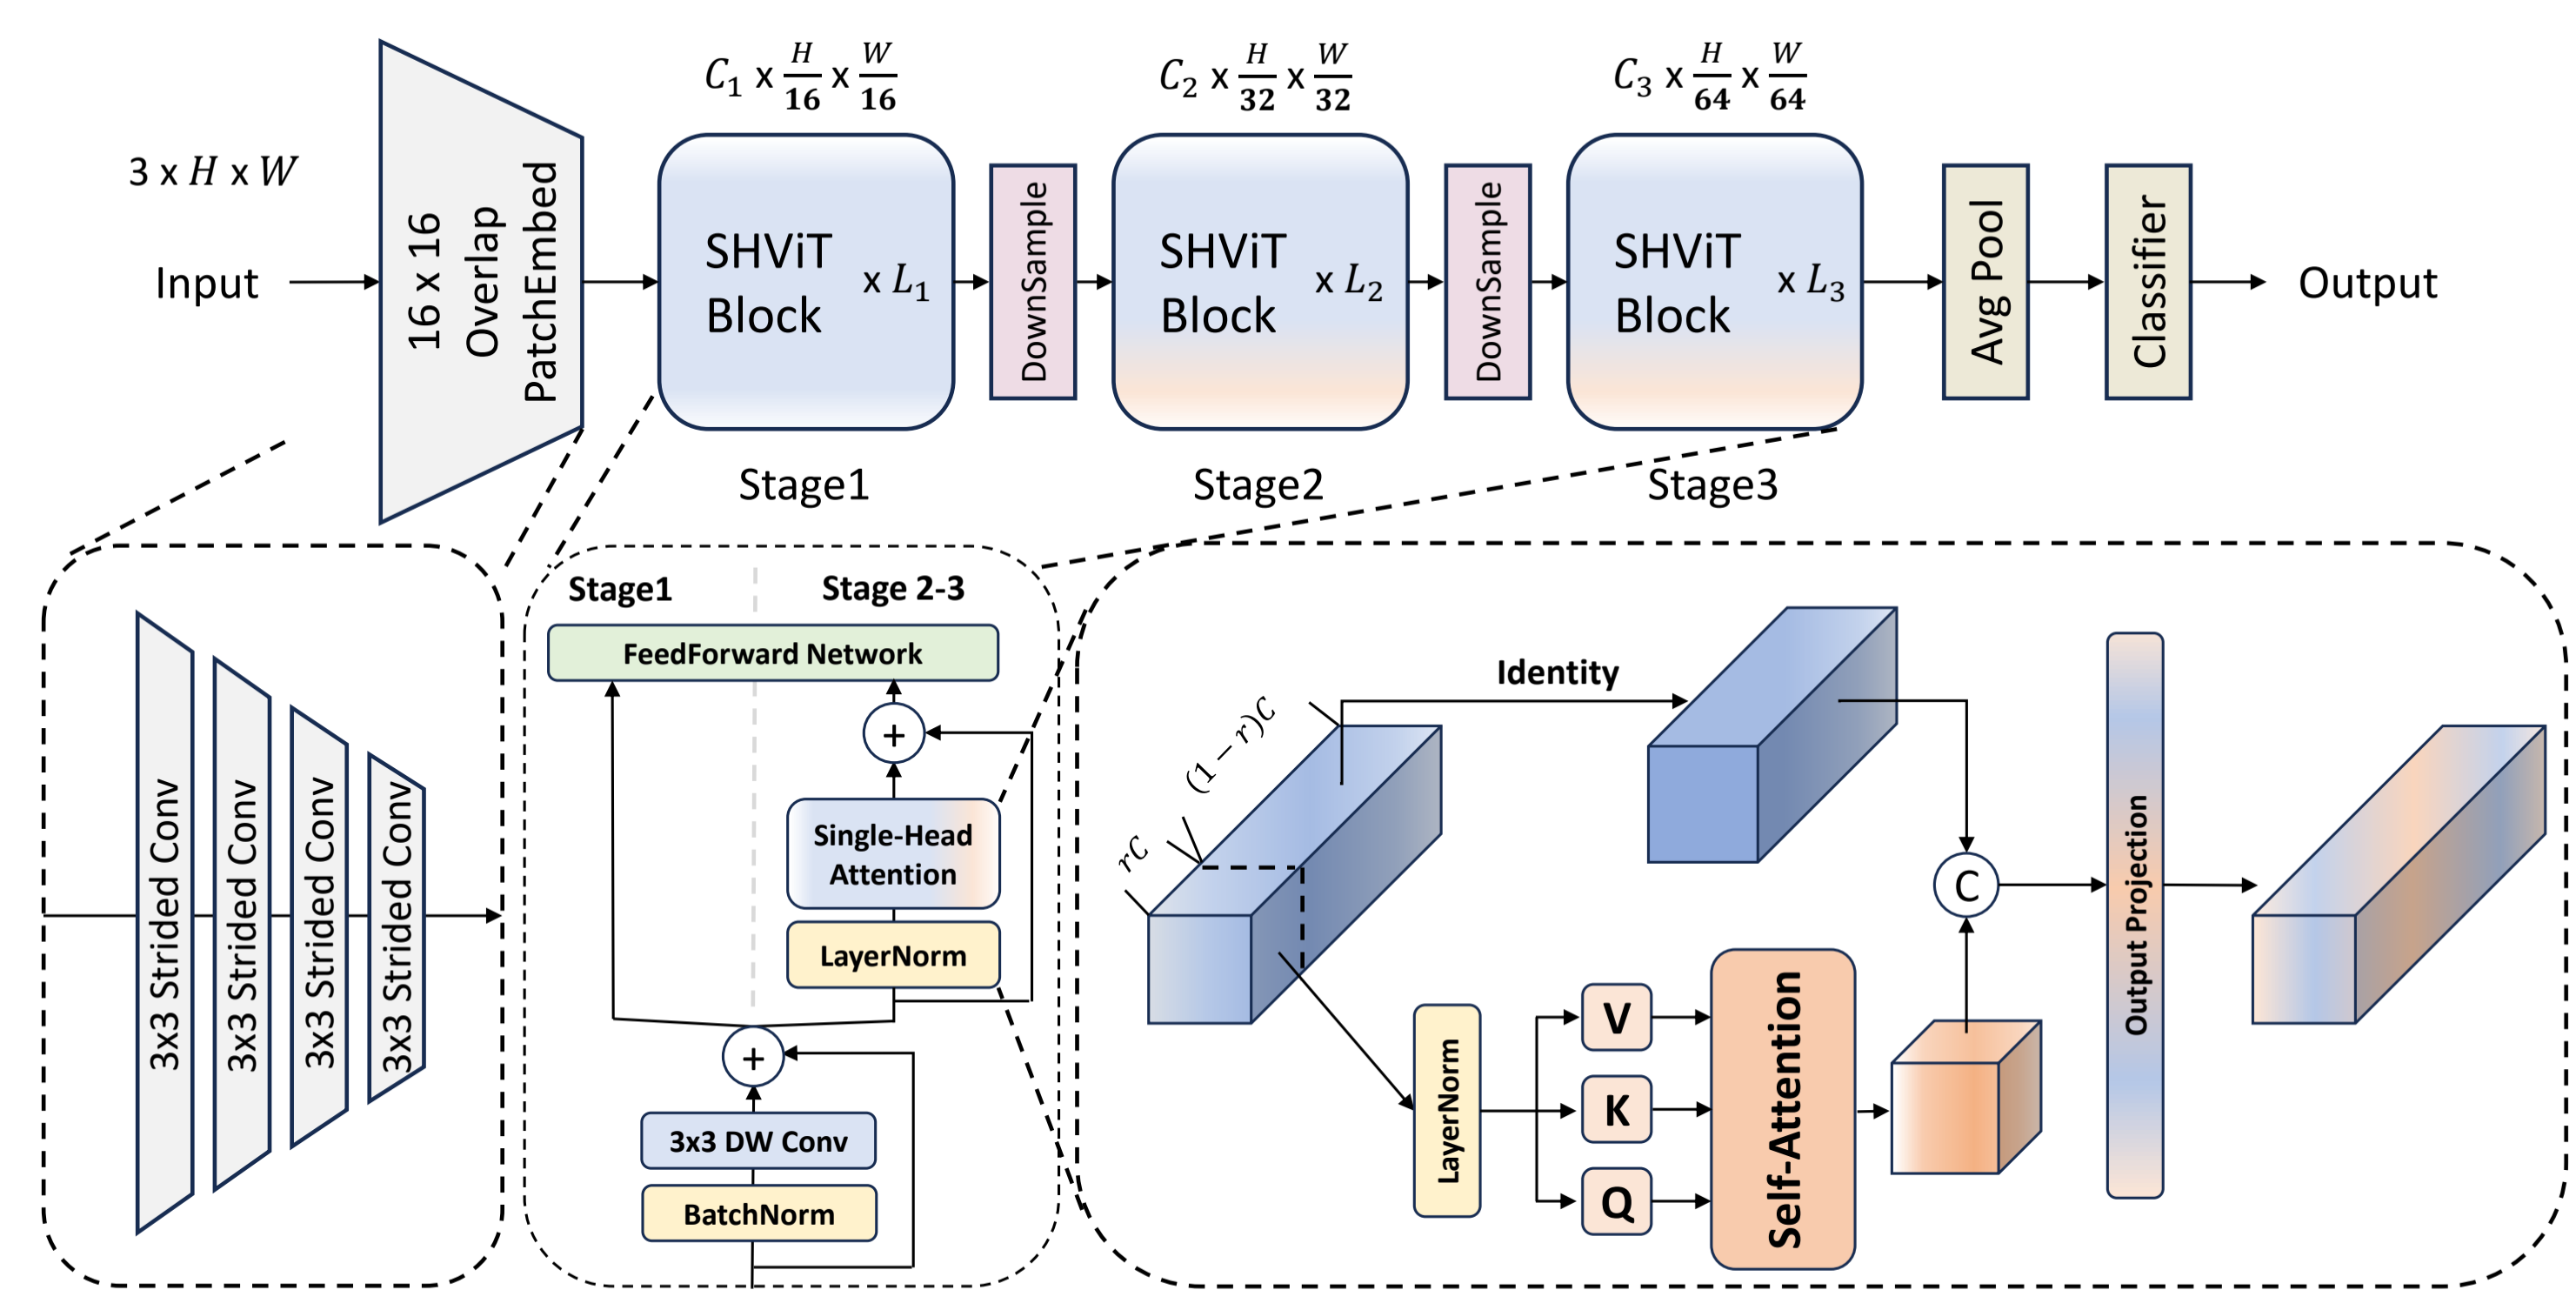 3 x H x W
Input
16 x 16
Overlap
PatchEmbed
C₁ x H/16 x W/16
SHViT
Block
x L₁
Stage1
DownSample
C₂ x H/32 x W/32
SHViT
Block
x L₂
Stage2
DownSample
C₃ x H/64 x W/64
SHViT
Block
x L₃
Stage3
Avg Pool
Classifier
Output
3x3 Strided Conv
3x3 Strided Conv
3x3 Strided Conv
3x3 Strided Conv
Stage1
Stage 2-3
FeedForward Network
+
Single-Head
Attention
LayerNorm
+
3x3 DW Conv
BatchNorm
rC
(1 − r)C
Identity
LayerNorm
V
K
Q
Self-Attention
C
Output Projection